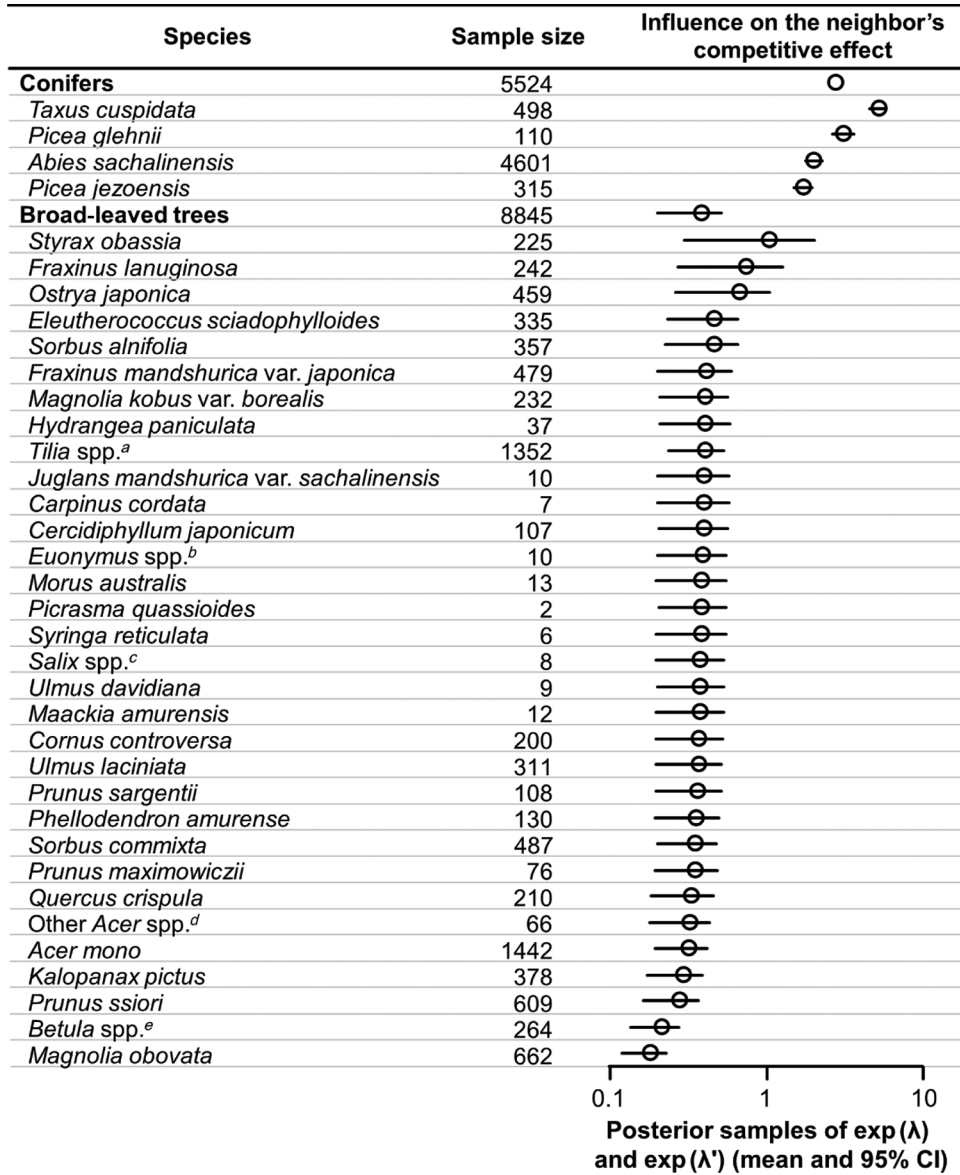 Species Sample size Influence on the neighbor's
competitive effect
Conifers 5524
Taxus cuspidata 498
Picea glehnii 110
Abies sachalinensis 4601
Picea jezoensis 315
Broad-leaved trees 8845
Styrax obassia 225
Fraxinus lanuginosa 242
Ostrya japonica 459
Eleutherococcus sciadophylloides 335
Sorbus alnifolia 357
Fraxinus mandshurica var. japonica 479
Magnolia kobus var. borealis 232
Hydrangea paniculata 37
Tilia spp.a 1352
Juglans mandshurica var. sachalinensis 10
Carpinus cordata 7
Cercidiphyllum japonicum 107
Euonymus spp.b 10
Morus australis 13
Picrasma quassioides 2
Syringa reticulata 6
Salix spp.c 8
Ulmus davidiana 9
Maackia amurensis 12
Cornus controversa 200
Ulmus laciniata 311
Prunus sargentii 108
Phellodendron amurense 130
Sorbus commixta 487
Prunus maximowiczii 76
Quercus crispula 210
Other Acer spp.d 66
Acer mono 1442
Kalopanax pictus 378
Prunus ssiori 609
Betula spp.e 264
Magnolia obovata 662
0.1 1 10
Posterior samples of exp(λ)
and exp(λ') (mean and 95% CI)